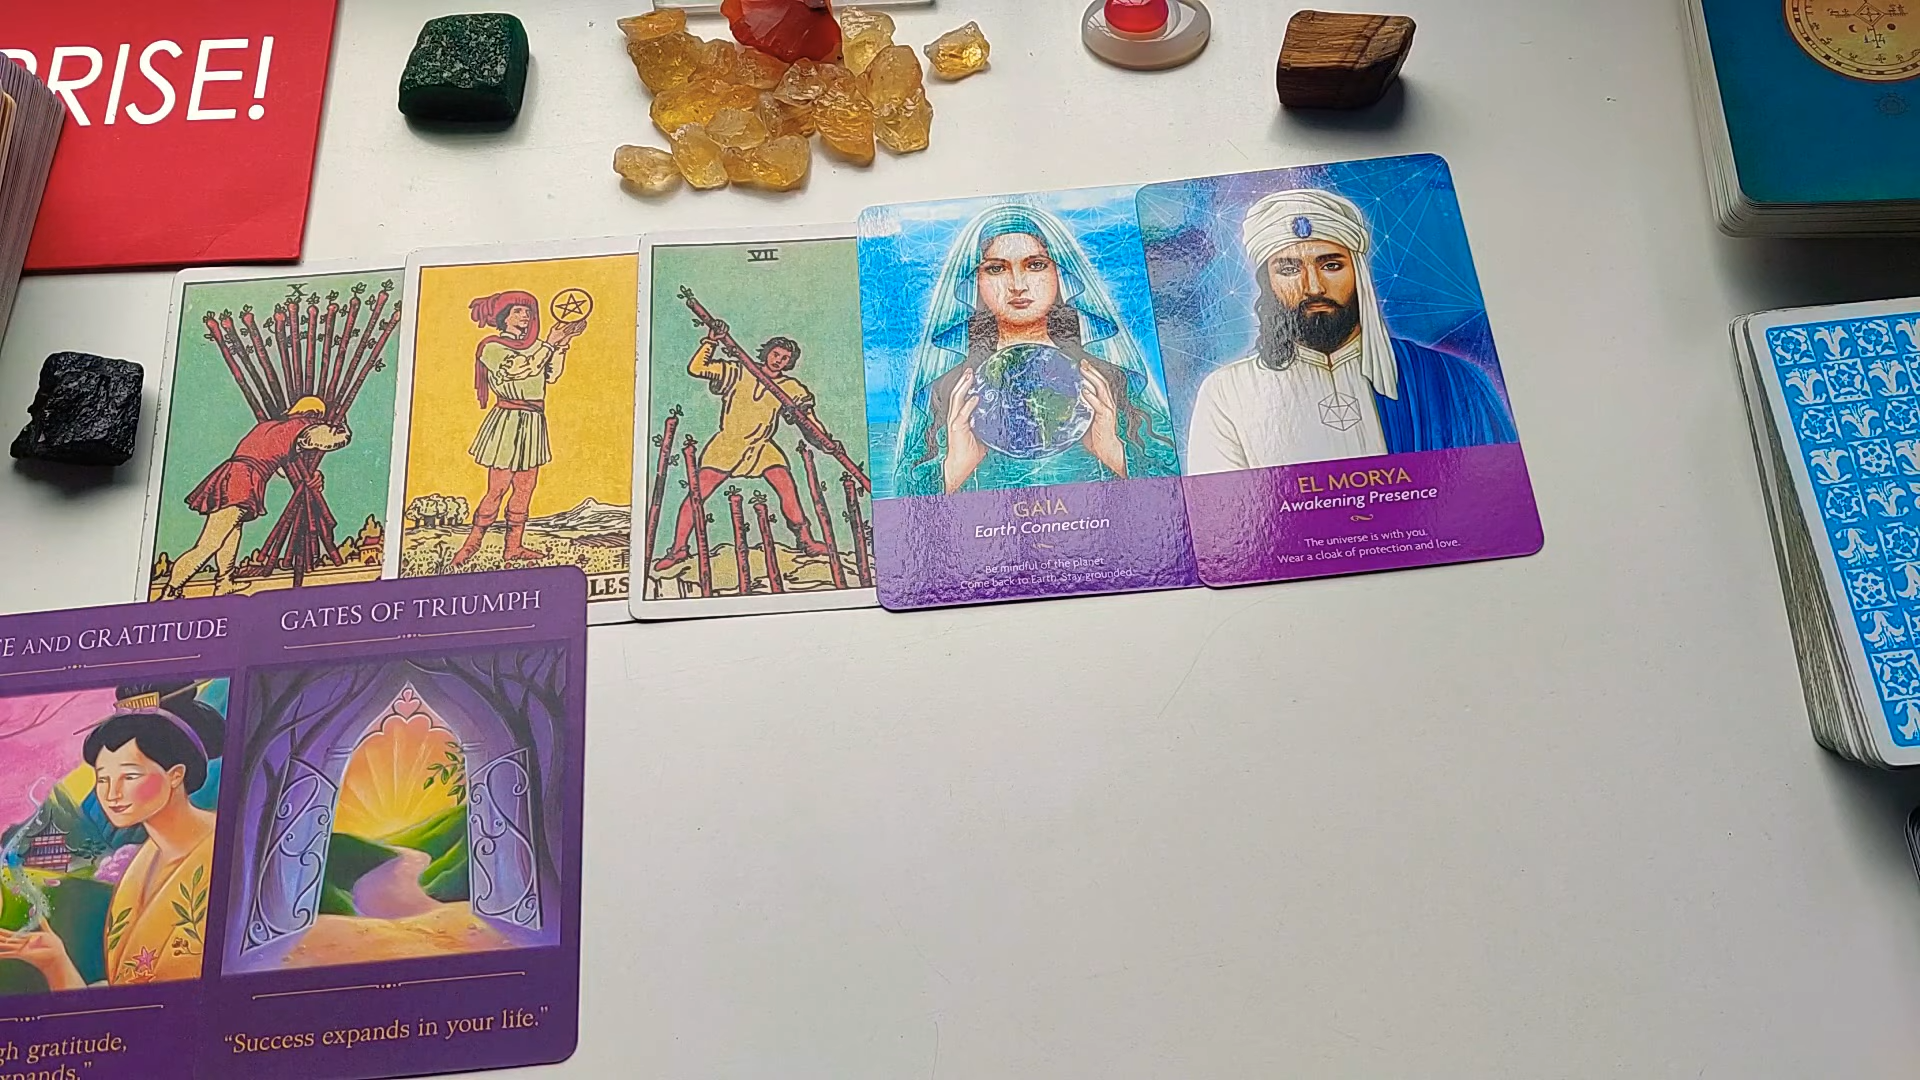 RISE!
X
VII
LES
GAIA
Earth Connection
Be mindful of the planet
Come back to Earth. Stay grounded.
EL MORYA
Awakening Presence
The universe is with you.
Wear a cloak of protection and love.
E AND GRATITUDE
gh gratitude,
xpands."
GATES OF TRIUMPH
"Success expands in your life."